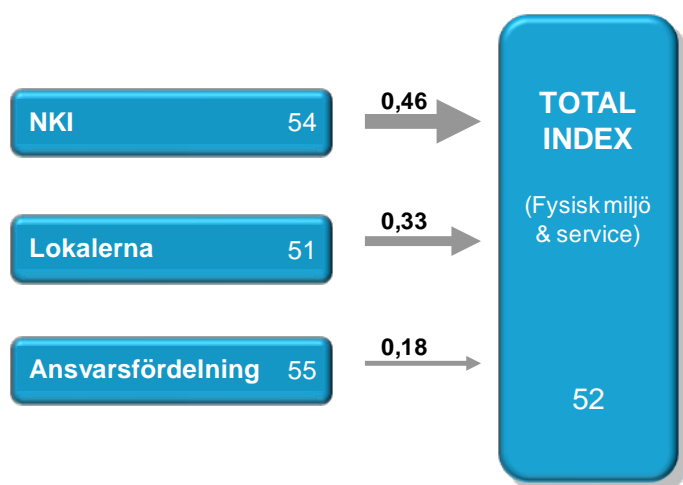 NKI 54
0,46
Lokalerna 51
0,33
Ansvarsfördelning 55
0,18
TOTAL
INDEX
(Fysisk miljö
& service)
52